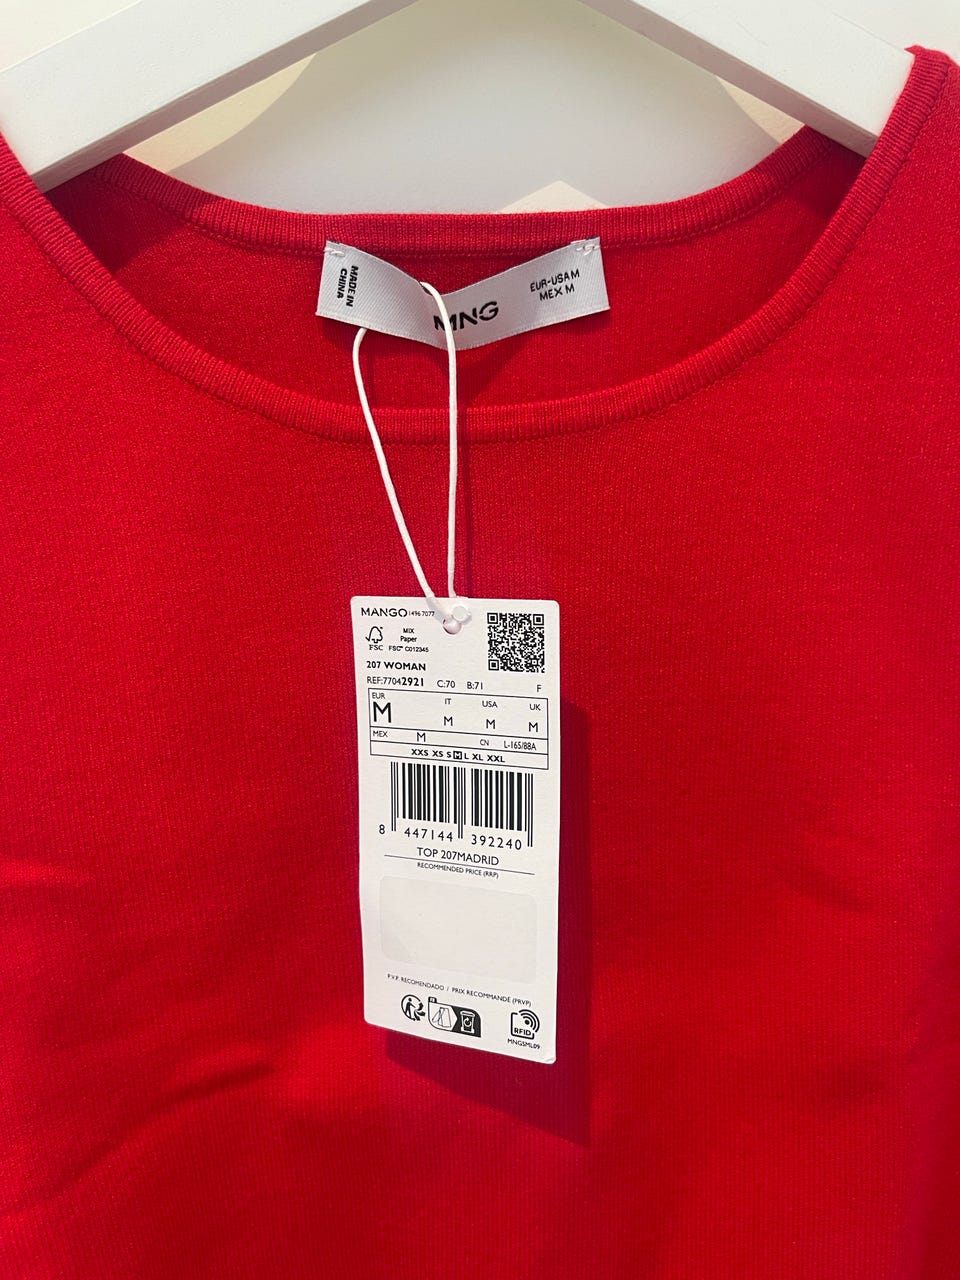 MADE IN
CHINA
MNG
EUR-USA M
MEX M
MANGO 1496 7077
MIX
Paper
FSC FSC™ C012345
207 WOMAN
REF:77042921 C:70 B:71 F
EUR IT USA UK
M M M M
MEX M CN L-165/88A
XXS XS S M L XL XXL
8 447144 392240
TOP 207MADRID
RECOMMENDED PRICE (RRP)
P.V.P. RECOMENDADO / PRIX RECOMMANDÉ (PRVP)
FR
RFID
MNGSML09